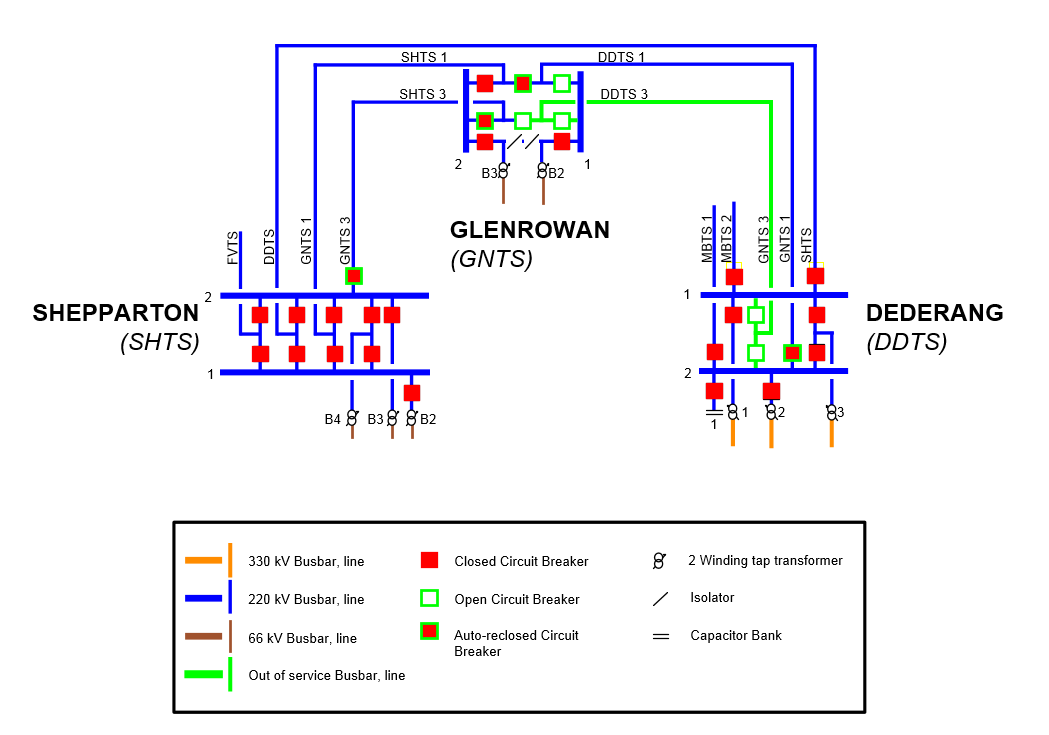 SHTS 1
DDTS 1
SHTS 3
DDTS 3
2
1
B3
B2
GLENROWAN
(GNTS)
FVTS
DDTS
GNTS 1
GNTS 3
MBTS 1
MBTS 2
GNTS 3
GNTS 1
SHTS
2
1
SHEPPARTON
(SHTS)
DEDERANG
(DDTS)
1
2
B4
B3
B2
1
1
2
3
330 kV Busbar, line
Closed Circuit Breaker
2 Winding tap transformer
220 kV Busbar, line
Open Circuit Breaker
Isolator
66 kV Busbar, line
Auto-reclosed Circuit
Breaker
Capacitor Bank
Out of service Busbar, line